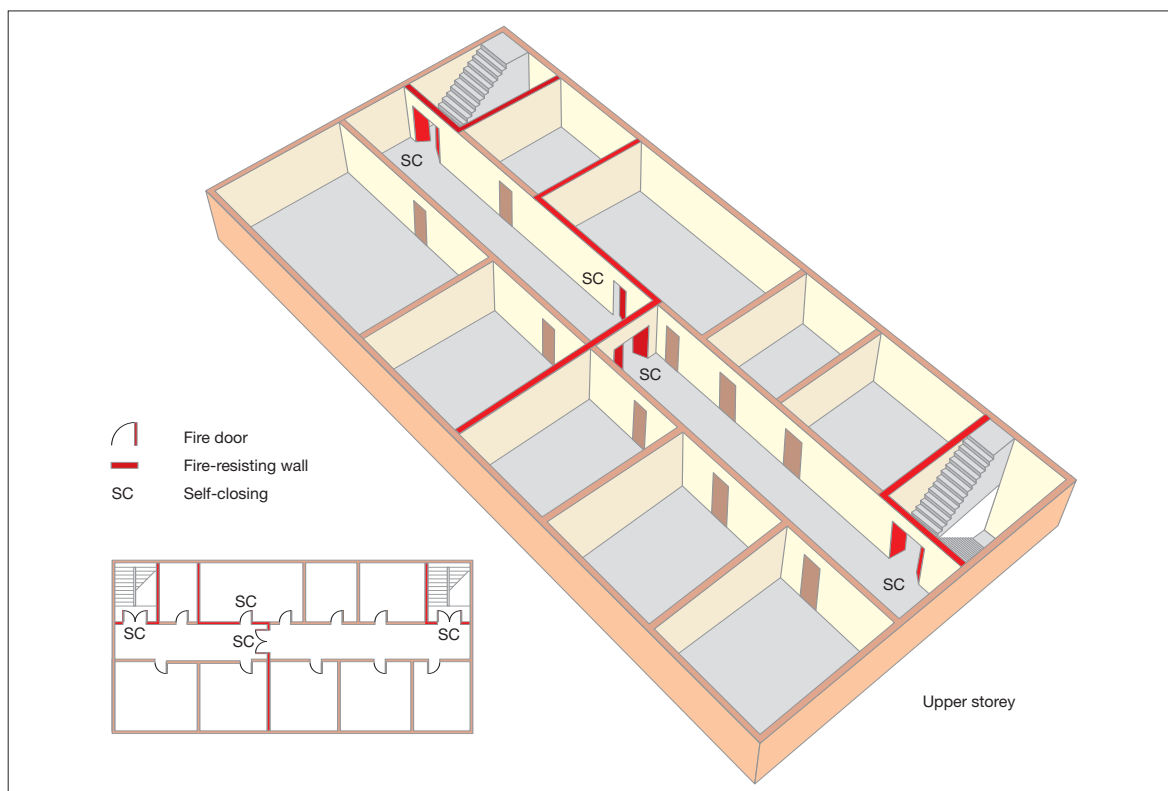 SC
SC
SC
Fire door
Fire-resisting wall
SC Self-closing
SC
SC
SC
SC
SC
Upper storey